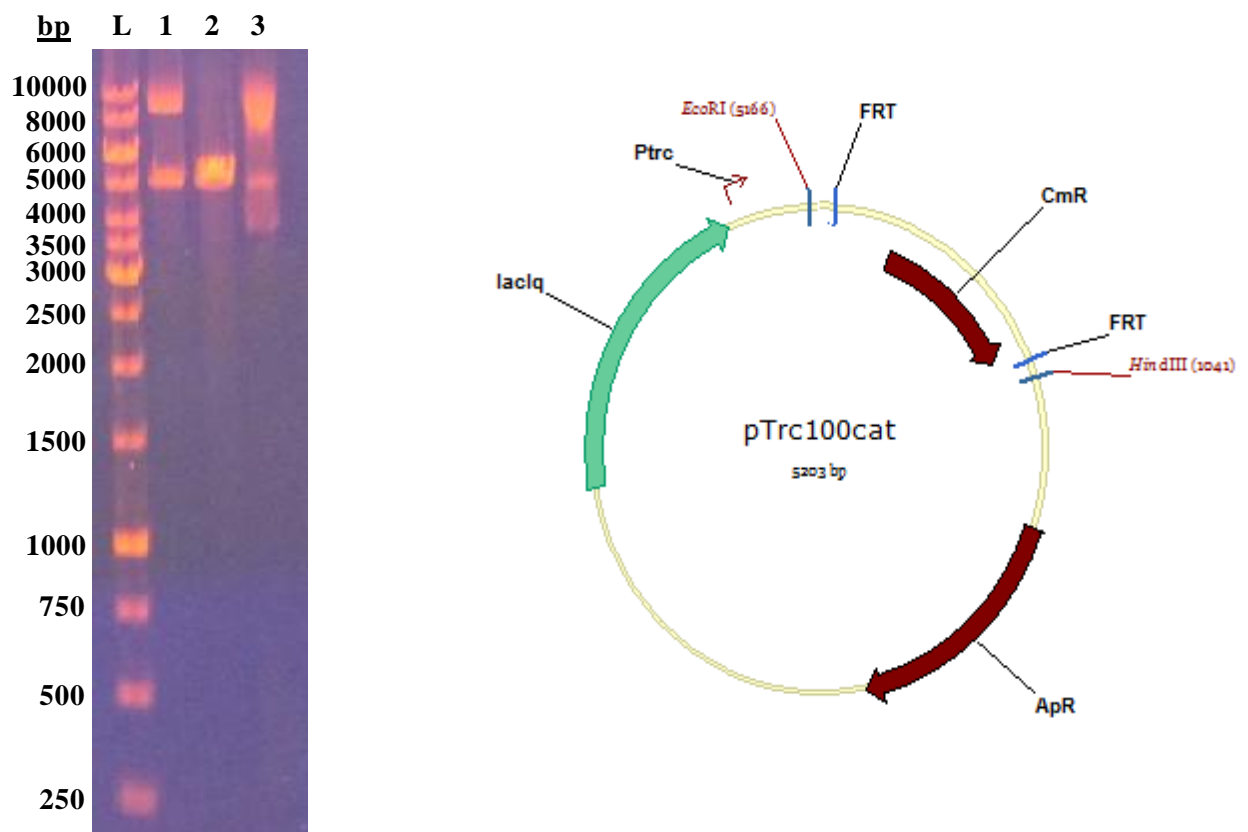 bp L 1 2 3
10000
8000
6000
5000
4000
3500
3000
2500
2000
1500
1000
750
500
250
EcoRI (5166)
FRT
Ptrc
CmR
lacIq
FRT
HindIII (1041)
pTrc100cat
5203 bp
ApR